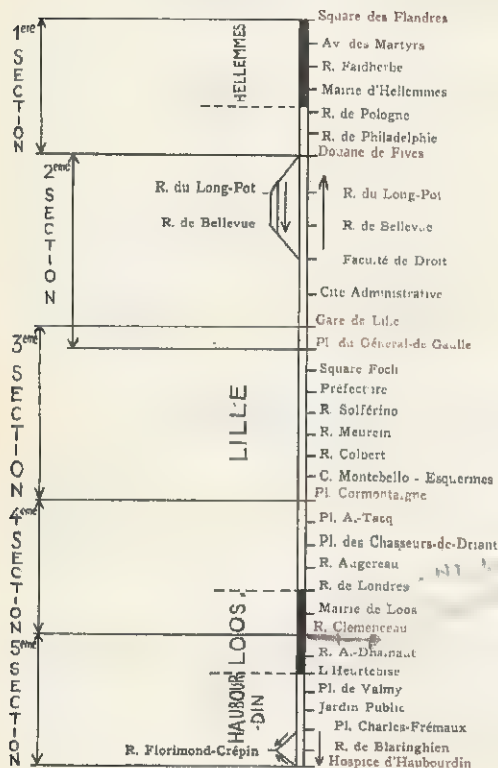 1ère SECTION
2ème SECTION
3ème SECTION
4ème SECTION
5ème SECTION
HELLEMMES
LILLE
LOOS.
HAUBOUR
-DIN
Square des Flandres
Av. des Martyrs
R. Faidherbe
Mairie d'Hellemmes
R. de Pologne
R. de Philadelphie
Douane de Fives
R. du Long-Pot
R. de Bellevue
R. du Long-Pot
R. de Bellevue
Faculté de Droit
Cité Administrative
Gare de Lille
Pl. du Général-de Gaulle
Square Foch
Préfecture
R. Solférino
R. Meurein
R. Colbert
C. Montebello - Esquermes
Pl. Cormontaigne
Pl. A.-Tacq
Pl. des Chasseurs-de-Driant
R. Augereau
R. de Londres
Mairie de Loos
R. Clemenceau
R. A.-Dhainaut
L'Heurtebise
Pl. de Valmy
Jardin Public
Pl. Charles-Frémaux
R. Florimond-Crépin
R. de Blaringhien
Hospice d'Haubourdin